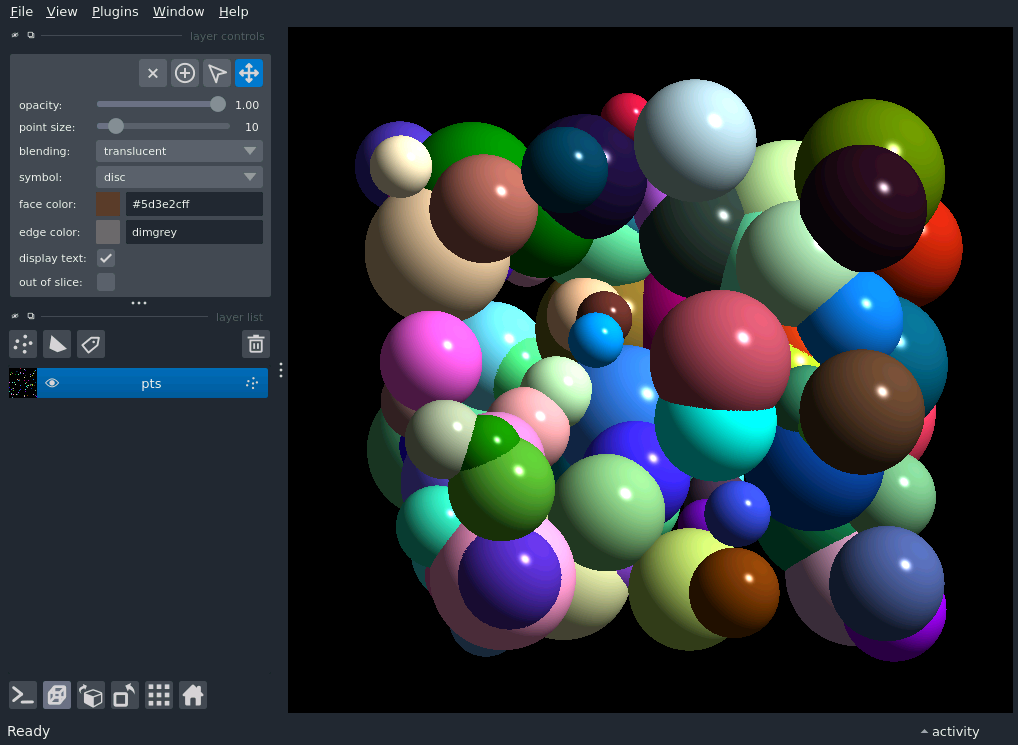 File View Plugins Window Help
layer controls
opacity: 1.00
point size: 10
blending: translucent
symbol: disc
face color: #5d3e2cff
edge color: dimgrey
display text:
out of slice:
layer list
pts
Ready
activity